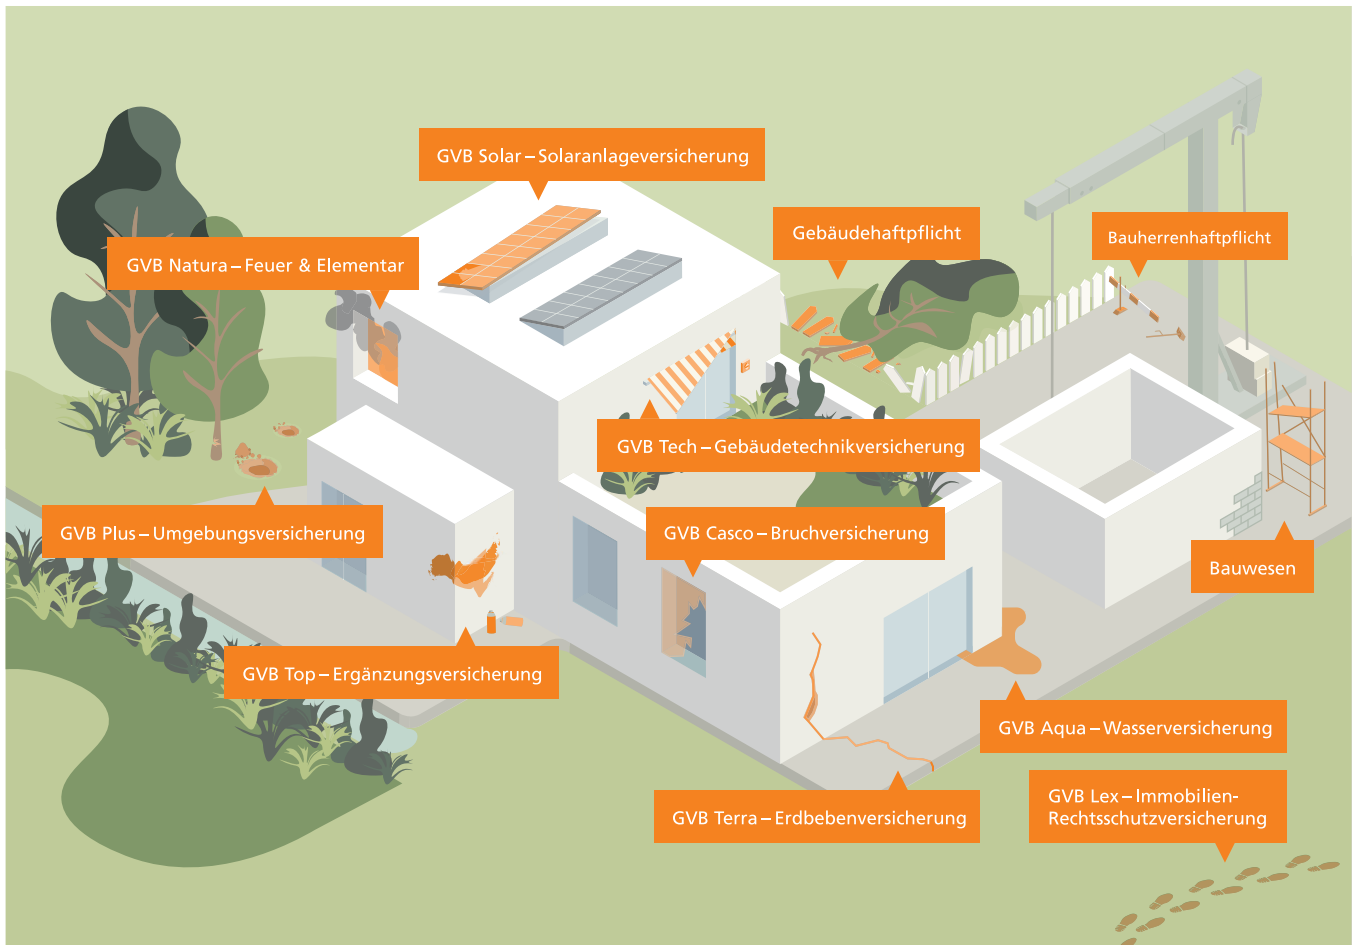 GVB Solar – Solaranlageversicherung
Gebäudehaftpflicht
Bauherrenhaftpflicht
GVB Natura – Feuer & Elementar
GVB Tech – Gebäudetechnikversicherung
GVB Plus – Umgebungsversicherung
GVB Casco – Bruchversicherung
Bauwesen
GVB Top – Ergänzungsversicherung
GVB Aqua – Wasserversicherung
GVB Terra – Erdbebenversicherung
GVB Lex – Immobilien-
Rechtsschutzversicherung